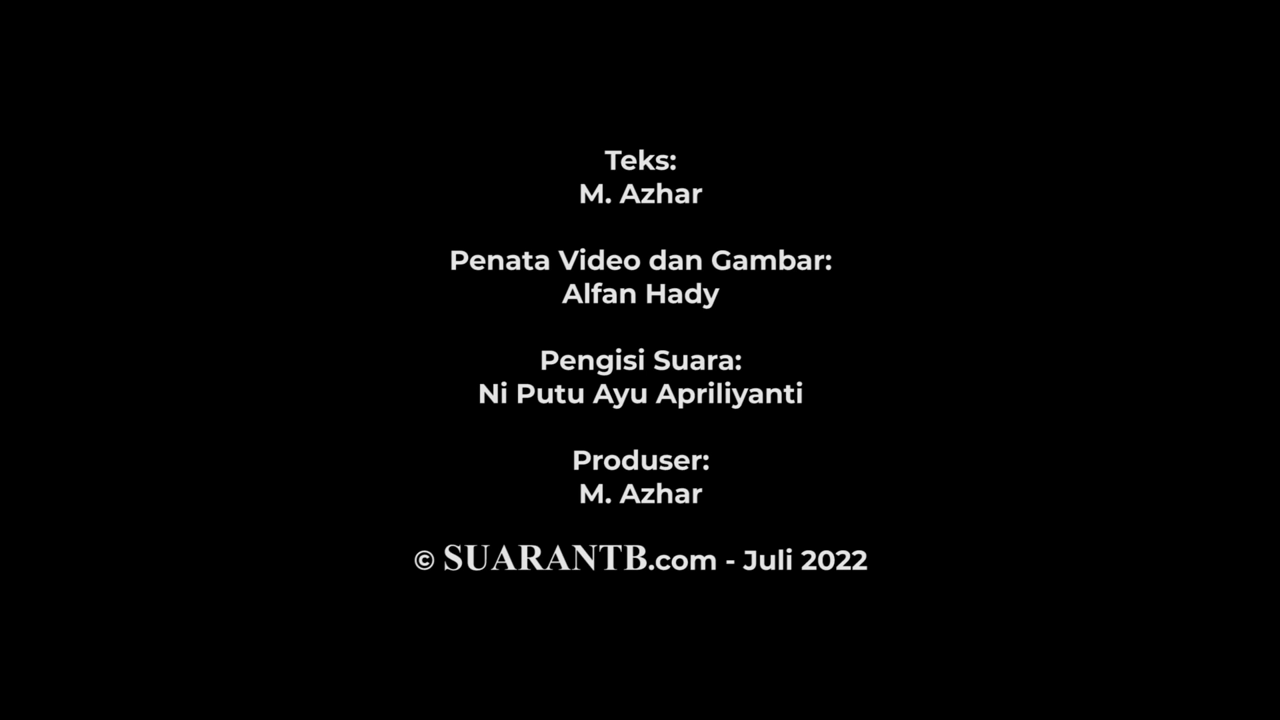 Teks:
M. Azhar
Penata Video dan Gambar:
Alfan Hady
Pengisi Suara:
Ni Putu Ayu Apriliyanti
Produser:
M. Azhar
© SUARANTB.com - Juli 2022